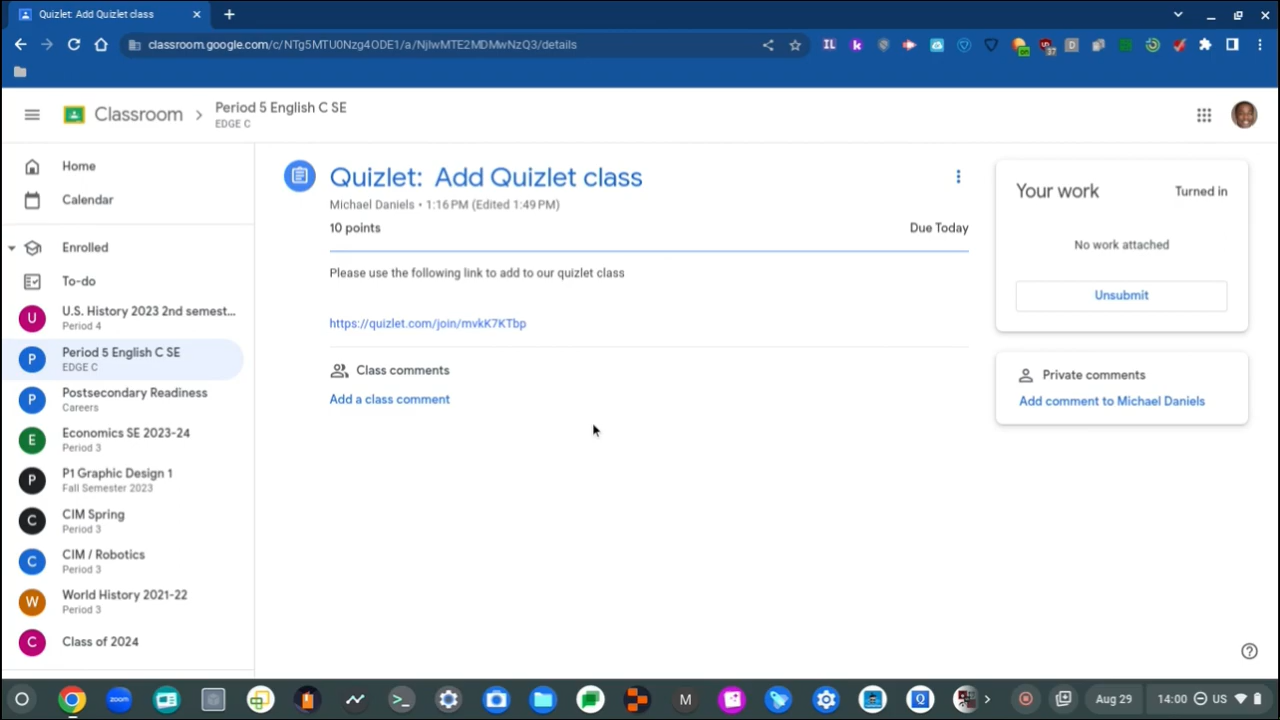 Quizlet: Add Quizlet class
classroom.google.com/c/NTg5MTU0Nzg4ODE1/a/NjIwMTE2MDMwNzQ3/details
Classroom
Period 5 English C SE
EDGE C
Home
Calendar
Enrolled
To-do
U
U.S. History 2023 2nd semest...
Period 4
P
Period 5 English C SE
EDGE C
P
Postsecondary Readiness
Careers
E
Economics SE 2023-24
Period 3
P
P1 Graphic Design 1
Fall Semester 2023
C
CIM Spring
Period 3
C
CIM / Robotics
Period 3
W
World History 2021-22
Period 3
C
Class of 2024
Quizlet: Add Quizlet class
Michael Daniels • 1:16 PM (Edited 1:49 PM)
10 points
Due Today
Please use the following link to add to our quizlet class
https://quizlet.com/join/mvkK7KTbp
Class comments
Add a class comment
Your work
Turned in
No work attached
Unsubmit
Private comments
Add comment to Michael Daniels
zoom
M
Q
Aug 29
14:00
US